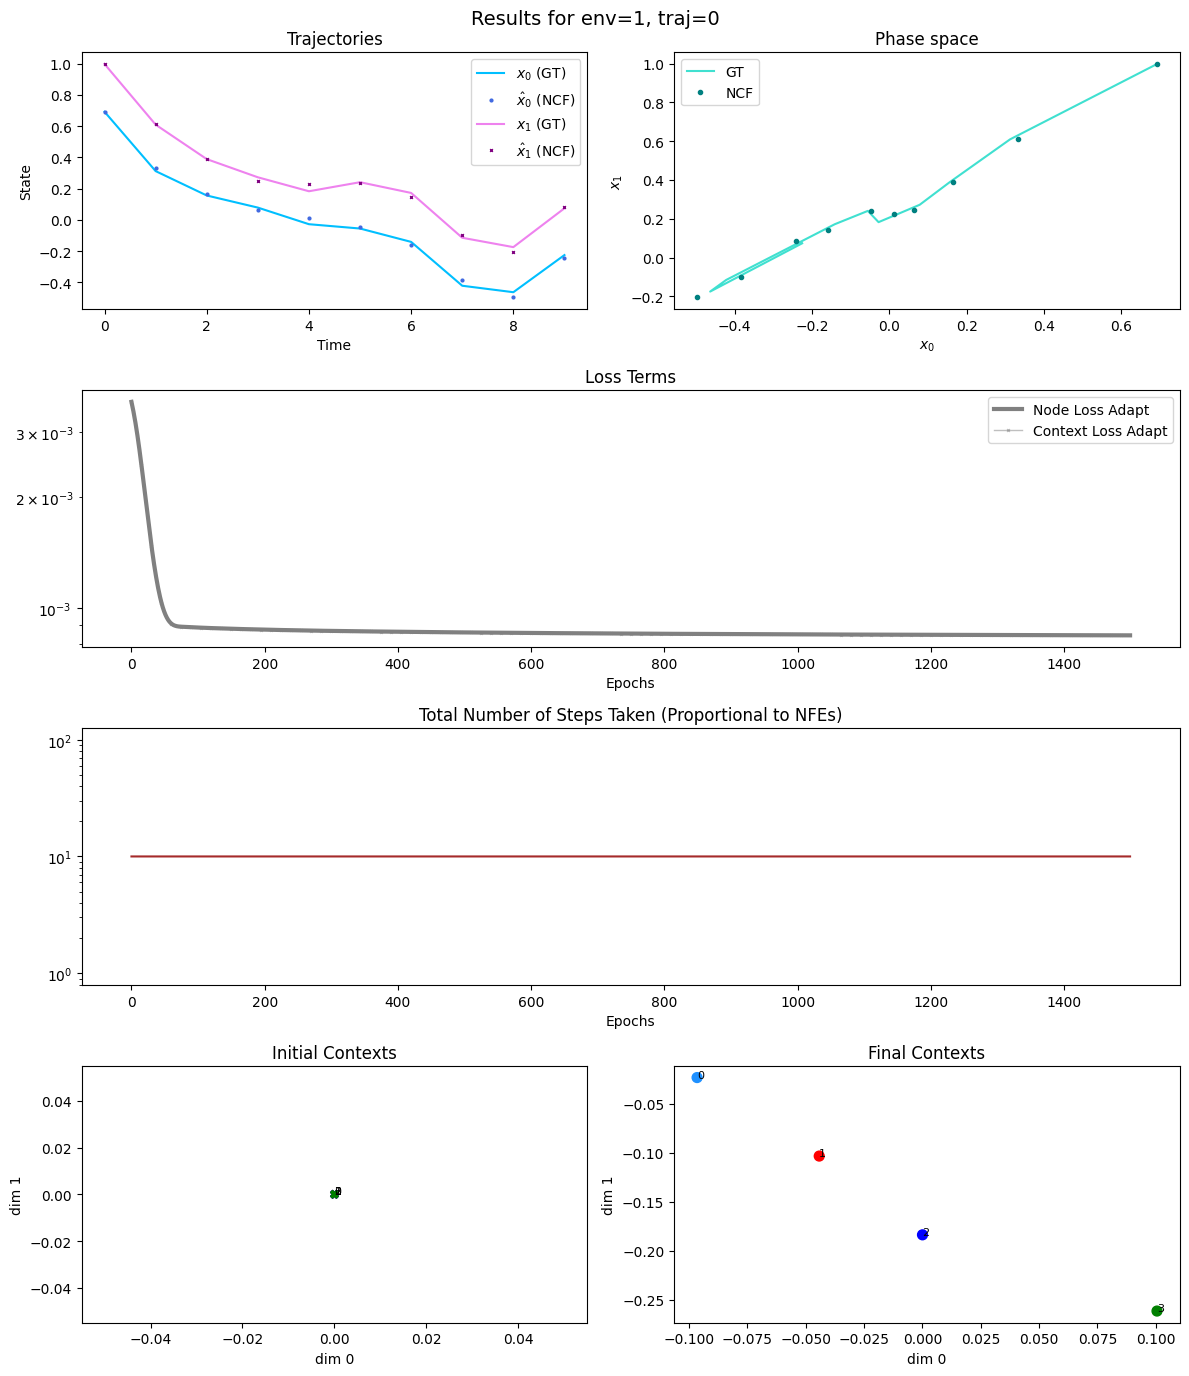 Results for env=1, traj=0
Trajectories
1.0
0.8
0.6
0.4
0.2
0.0
−0.2
−0.4
State
0
2
4
6
8
Time
x₀ (GT)
x̂₀ (NCF)
x₁ (GT)
x̂₁ (NCF)
Phase space
GT
NCF
1.0
0.8
0.6
0.4
0.2
0.0
−0.2
x₁
−0.4
−0.2
0.0
0.2
0.4
0.6
x₀
Loss Terms
Node Loss Adapt
Context Loss Adapt
3 × 10⁻³
2 × 10⁻³
10⁻³
0
200
400
600
800
1000
1200
1400
Epochs
Total Number of Steps Taken (Proportional to NFEs)
10²
10¹
10⁰
0
200
400
600
800
1000
1200
1400
Epochs
Initial Contexts
0.04
0.02
0.00
−0.02
−0.04
dim 1
−0.04
−0.02
0.00
0.02
0.04
dim 0
Final Contexts
−0.05
−0.10
−0.15
−0.20
−0.25
dim 1
0
1
2
3
−0.100
−0.075
−0.050
−0.025
0.000
0.025
0.050
0.075
0.100
dim 0